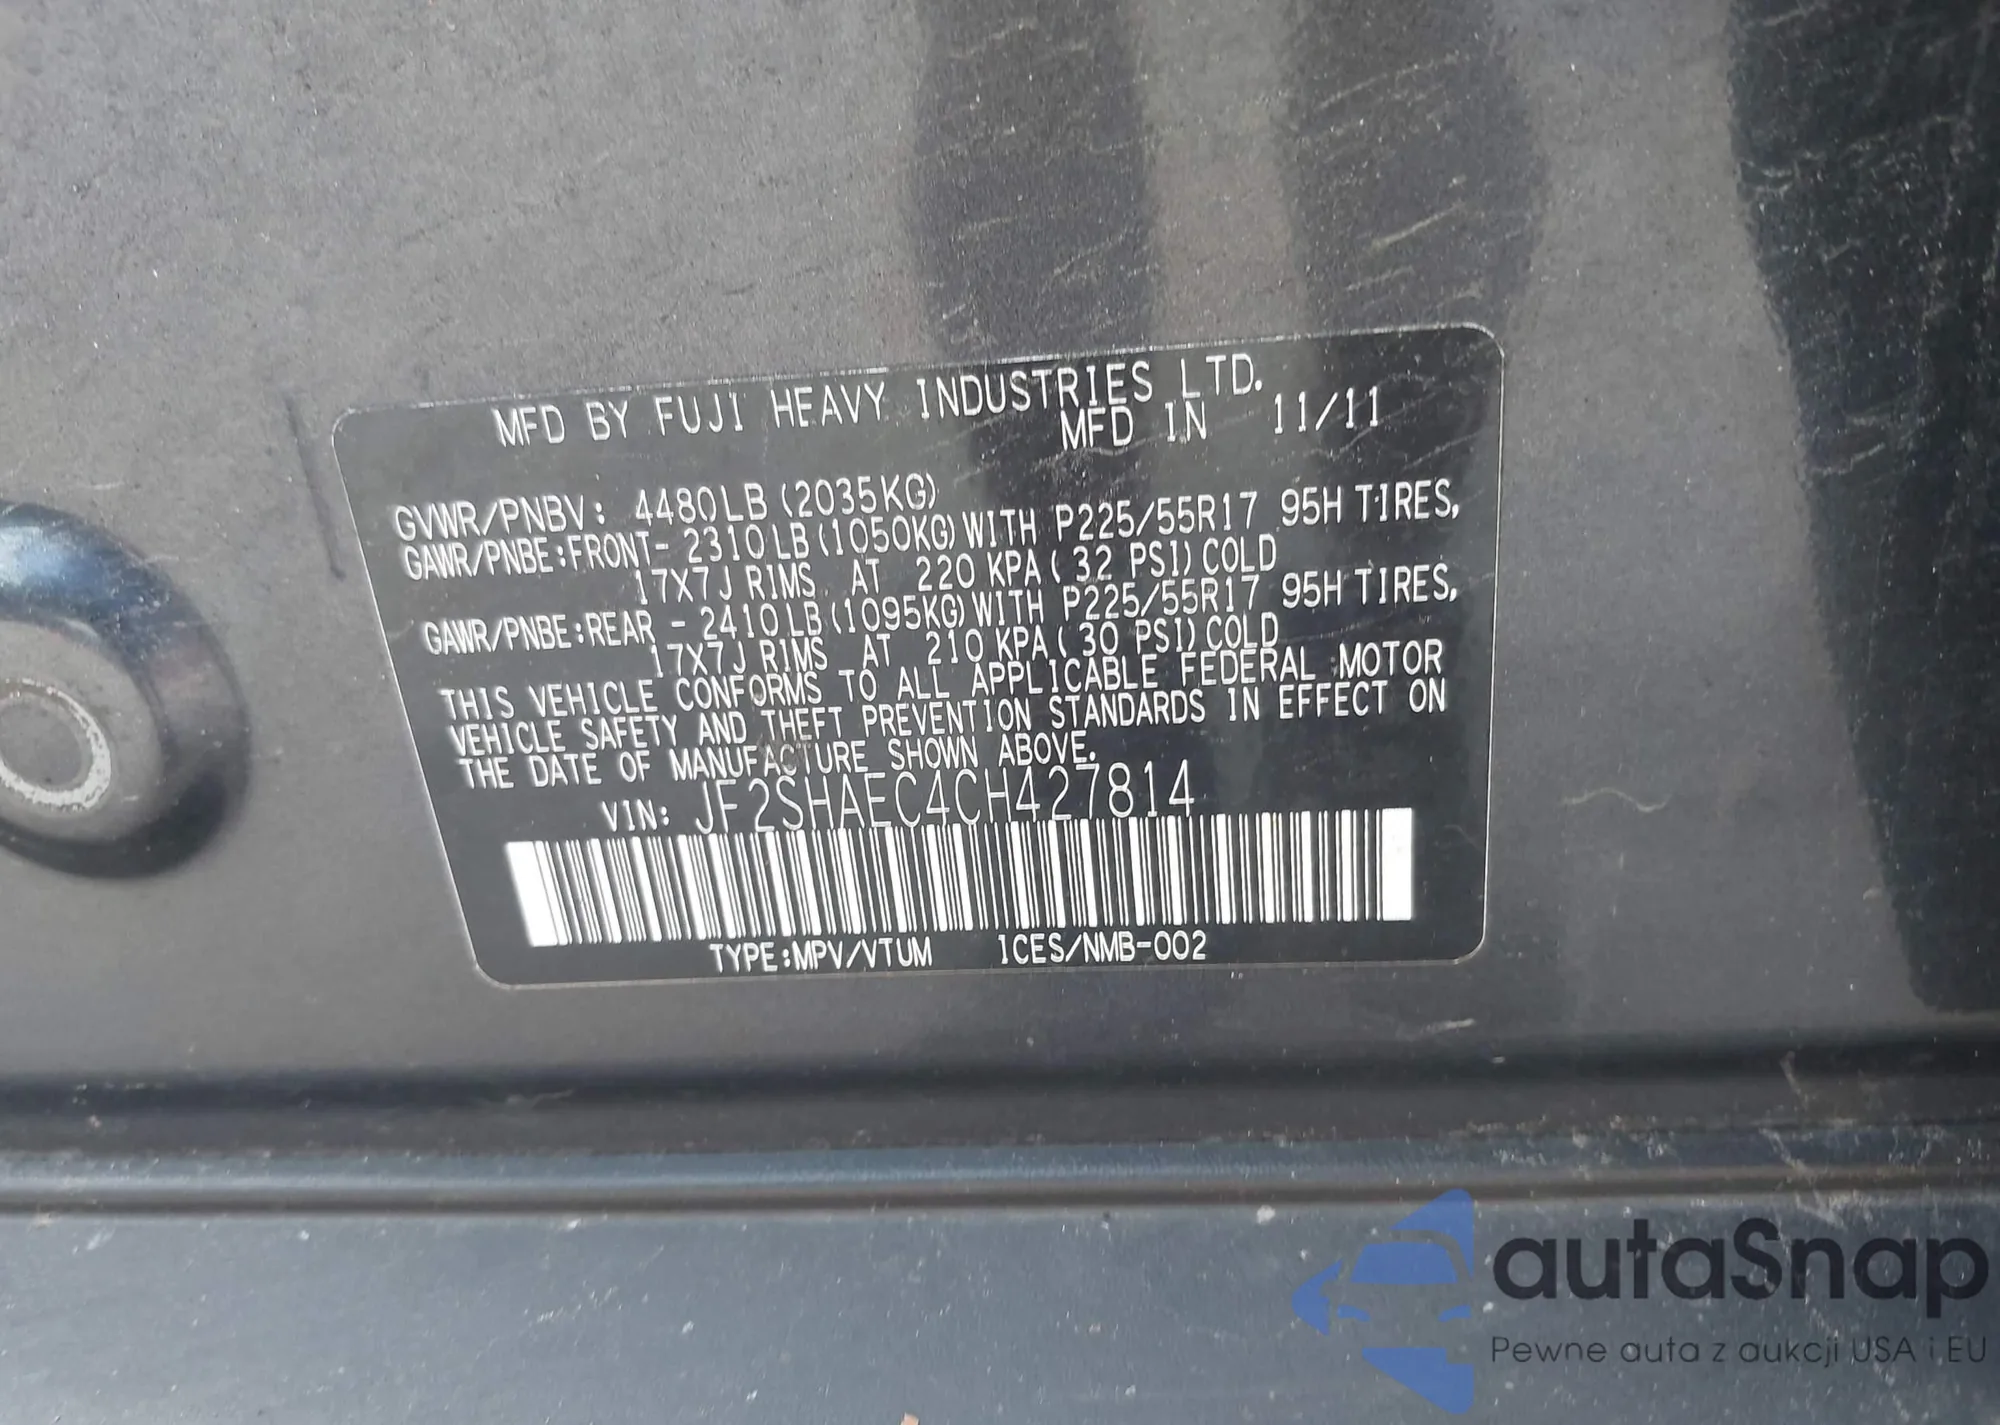 MFD BY FUJI HEAVY INDUSTRIES LTD.
MFD IN 11/11
GVWR/PNBV: 4480LB (2035KG)
GAWR/PNBE:FRONT- 2310LB(1050KG)WITH P225/55R17 95H TIRES,
17X7J RIMS AT 220 KPA( 32 PSI)COLD
GAWR/PNBE:REAR - 2410LB(1095KG)WITH P225/55R17 95H TIRES,
17X7J RIMS AT 210 KPA( 30 PSI)COLD
THIS VEHICLE CONFORMS TO ALL APPLICABLE FEDERAL MOTOR
VEHICLE SAFETY AND THEFT PREVENTION STANDARDS IN EFFECT ON
THE DATE OF MANUFACTURE SHOWN ABOVE.
VIN: JF2SHAEC4CH427814
TYPE:MPV/VTUM ICES/NMB-002
autaSnap
Pewne auta z aukcji USA i EU